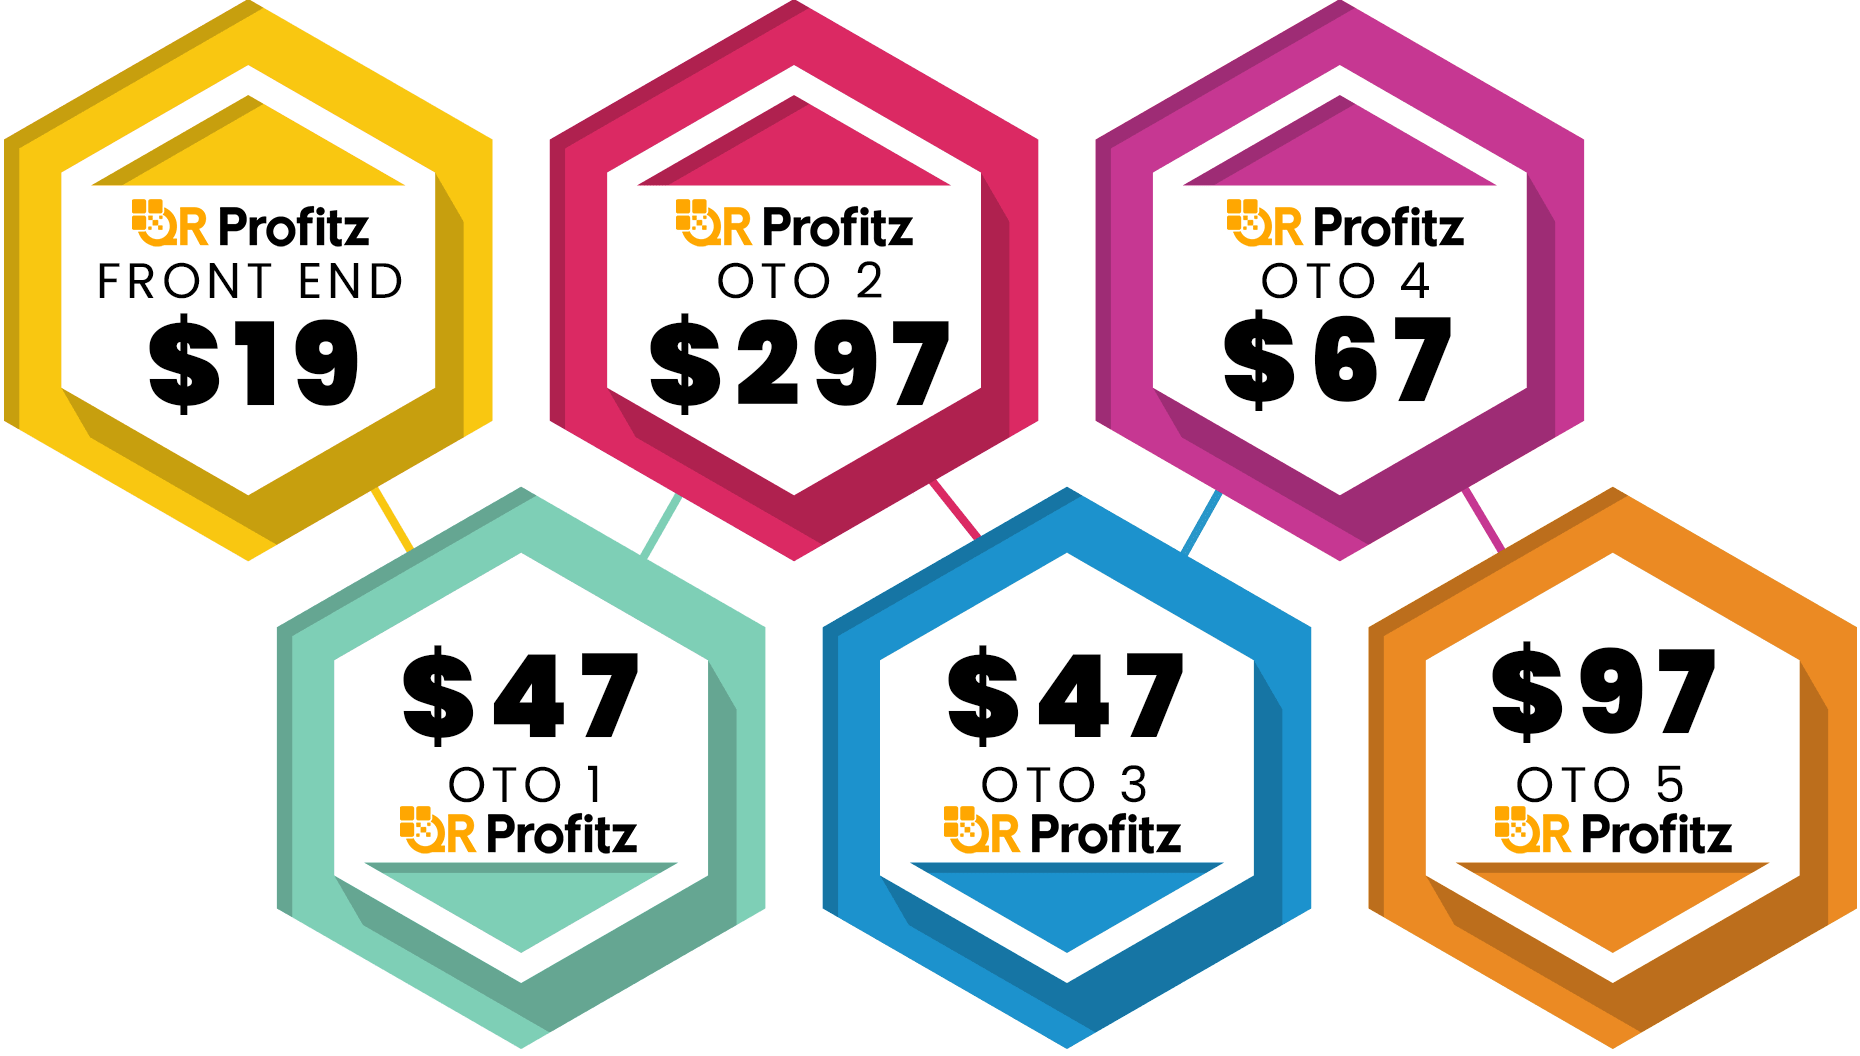 QR Profitz
FRONT END
$19
QR Profitz
OTO 2
$297
QR Profitz
OTO 4
$67
$47
OTO 1
QR Profitz
$47
OTO 3
QR Profitz
$97
OTO 5
QR Profitz